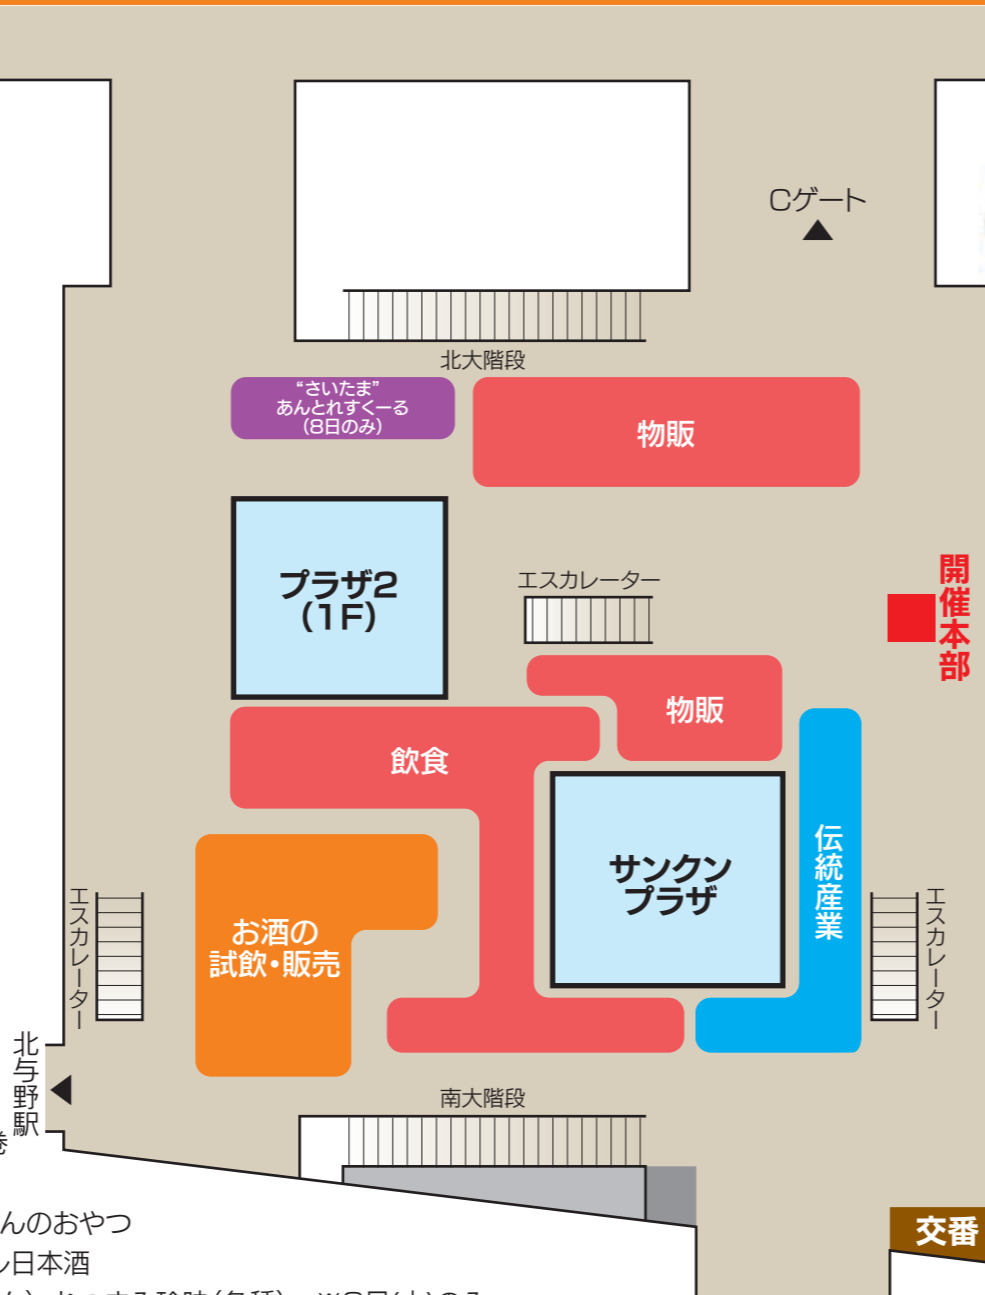 Cゲート
北大階段
“さいたま”
あんとれすくーる
(8日のみ)
物販
プラザ2
(1F)
エスカレーター
開催本部
物販
飲食
サンクン
プラザ
伝統産業
お酒の
試飲・販売
エスカレーター
エスカレーター
北与野駅
南大階段
んのおやつ
日本酒
交番